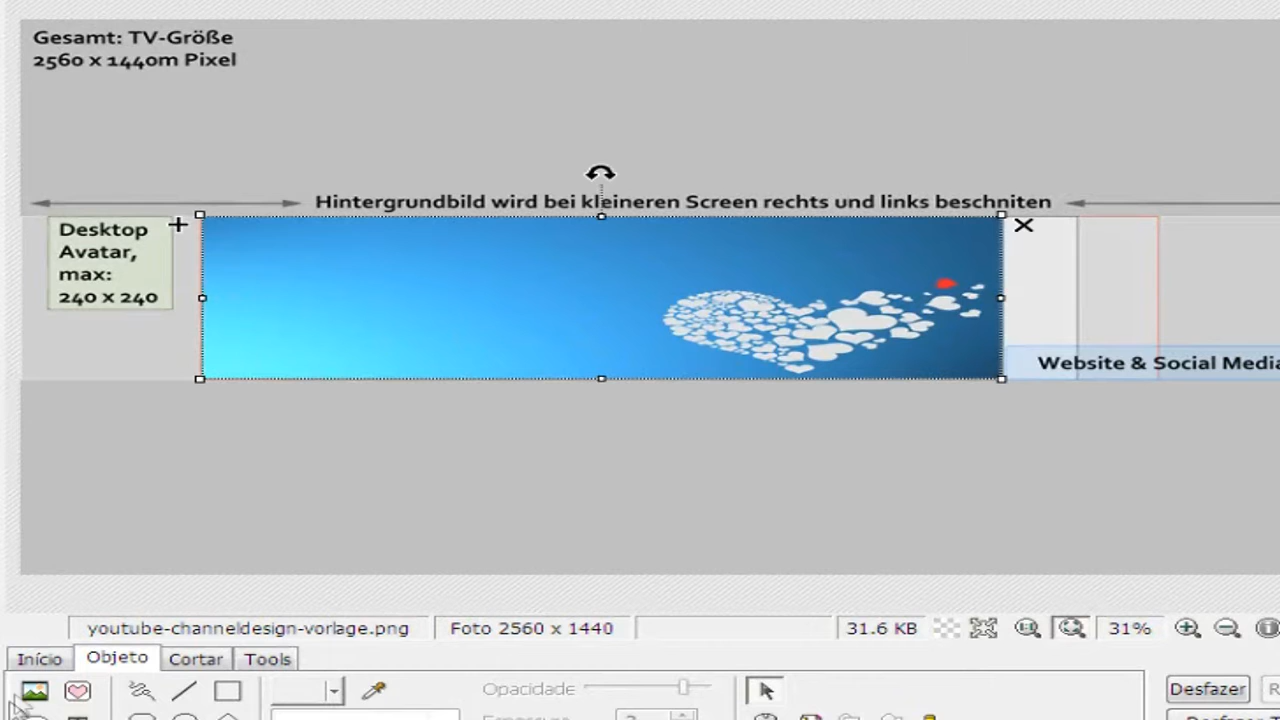 Gesamt: TV-Größe
2560 x 1440m Pixel
Hintergrundbild wird bei kleineren Screen rechts und links beschniten
Desktop
Avatar,
max:
240 x 240
Website & Social Media
youtube-channeldesign-vorlage.png
Foto 2560 x 1440
31.6 KB
31%
Início
Objeto
Cortar
Tools
Opacidade
Desfazer